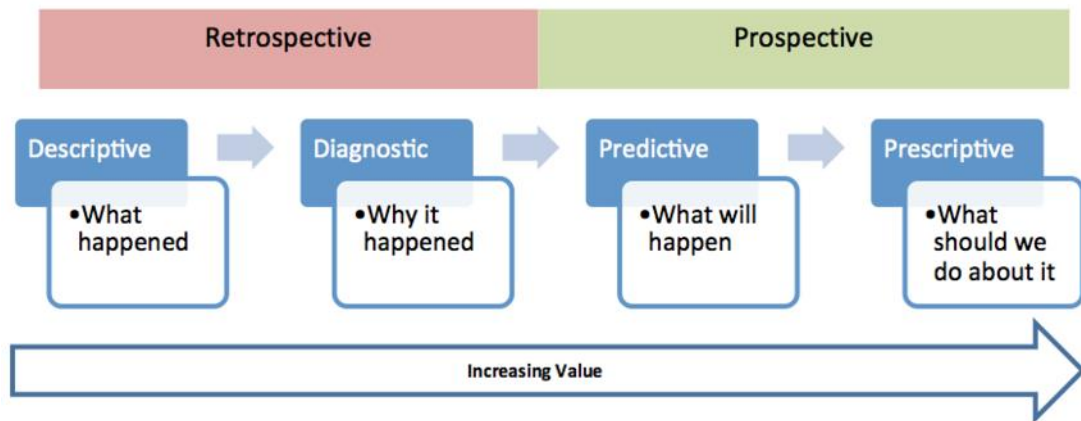 Retrospective
Prospective
Descriptive
•What
happened
Diagnostic
•Why it
happened
Predictive
•What will
happen
Prescriptive
•What
should we
do about it
Increasing Value